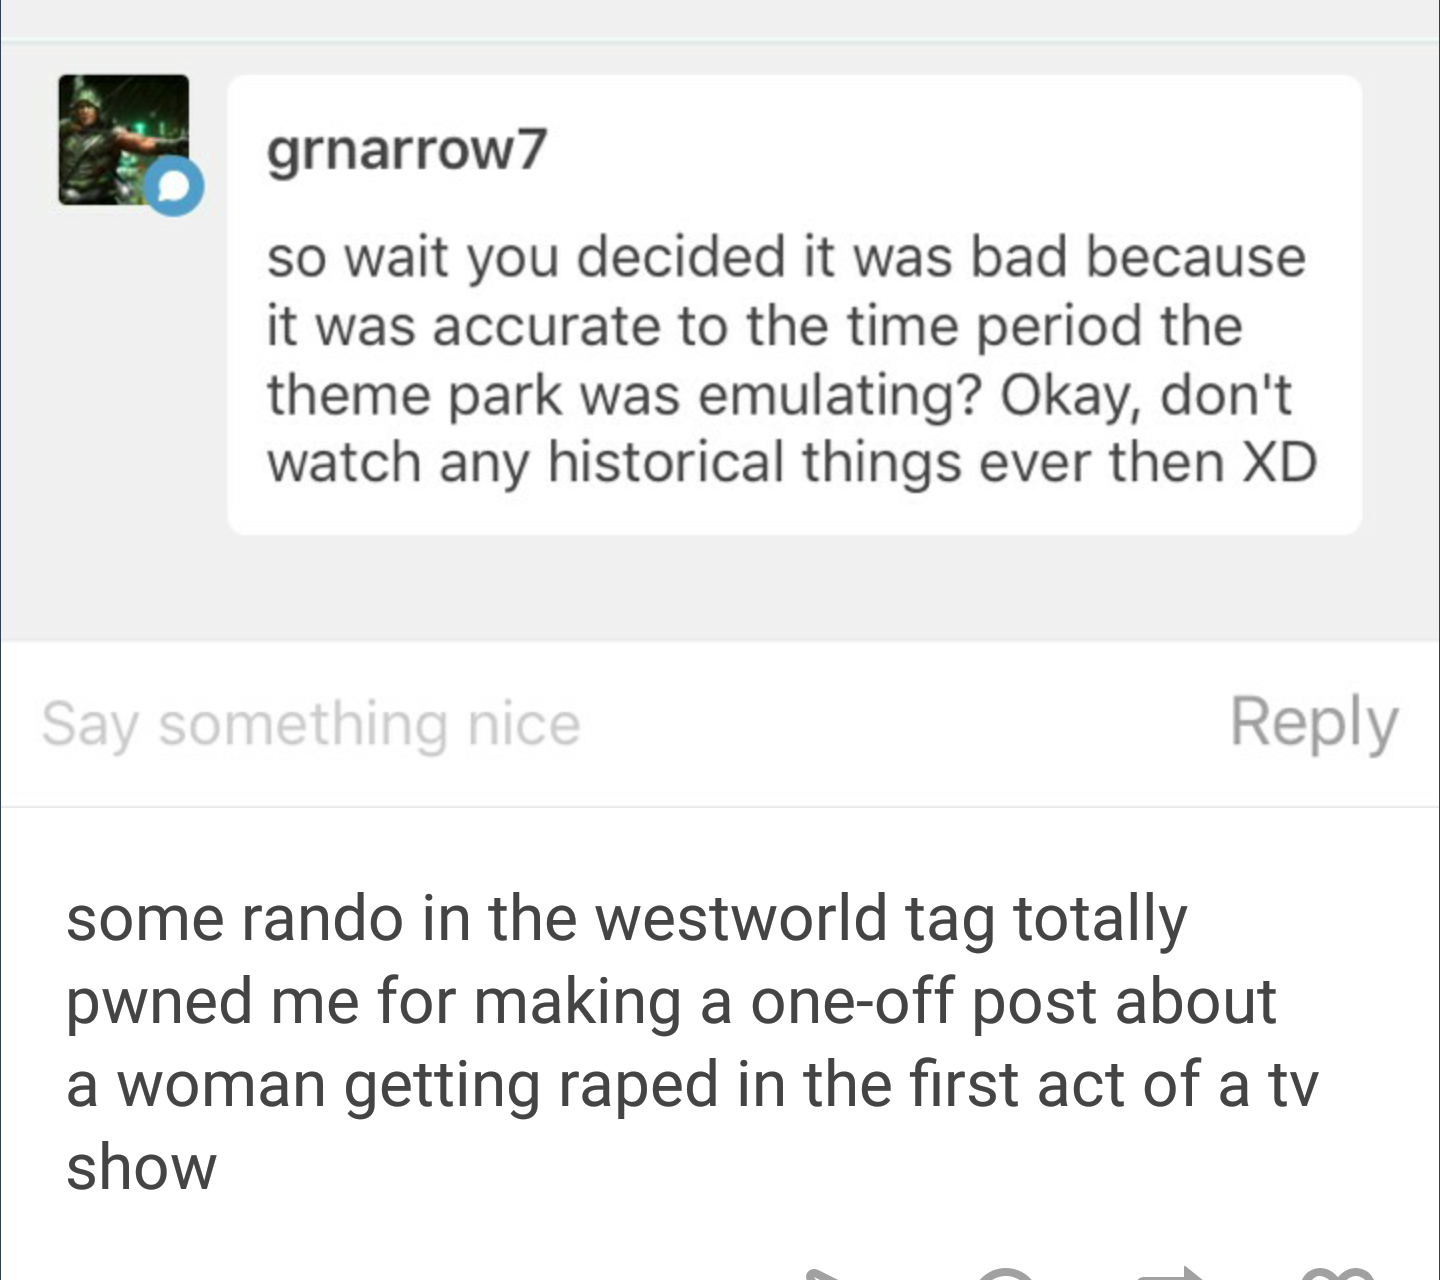 grnarrow7
so wait you decided it was bad because
it was accurate to the time period the
theme park was emulating? Okay, don't
watch any historical things ever then XD
Say something nice
Reply
some rando in the westworld tag totally
pwned me for making a one-off post about
a woman getting raped in the first act of a tv
show